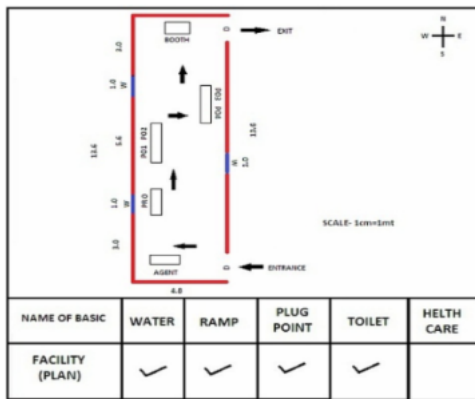 BOOTH
D
EXIT
N
W
E
S
3.0
1.0
W
PO3
PO4
13.6
5.6
PO1 PO2
13.6
W
1.0
1.0
W
PRO
SCALE- 1cm=1mt
3.0
AGENT
D
ENTRANCE
4.0
NAME OF BASIC
WATER
RAMP
PLUG
POINT
TOILET
HELTH
CARE
FACILITY
(PLAN)